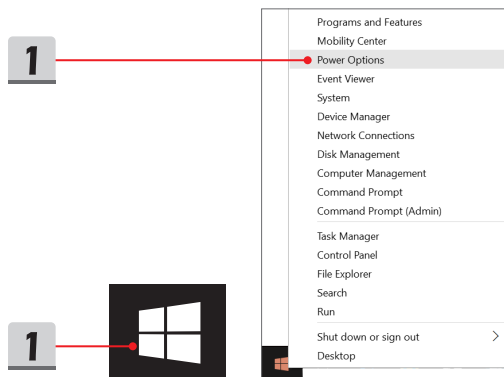 1
Programs and Features
Mobility Center
Power Options
Event Viewer
System
Device Manager
Network Connections
Disk Management
Computer Management
Command Prompt
Command Prompt (Admin)
Task Manager
Control Panel
File Explorer
Search
Run
Shut down or sign out
Desktop
1